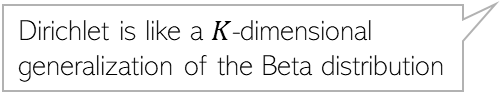 Dirichlet is like a K-dimensional
generalization of the Beta distribution